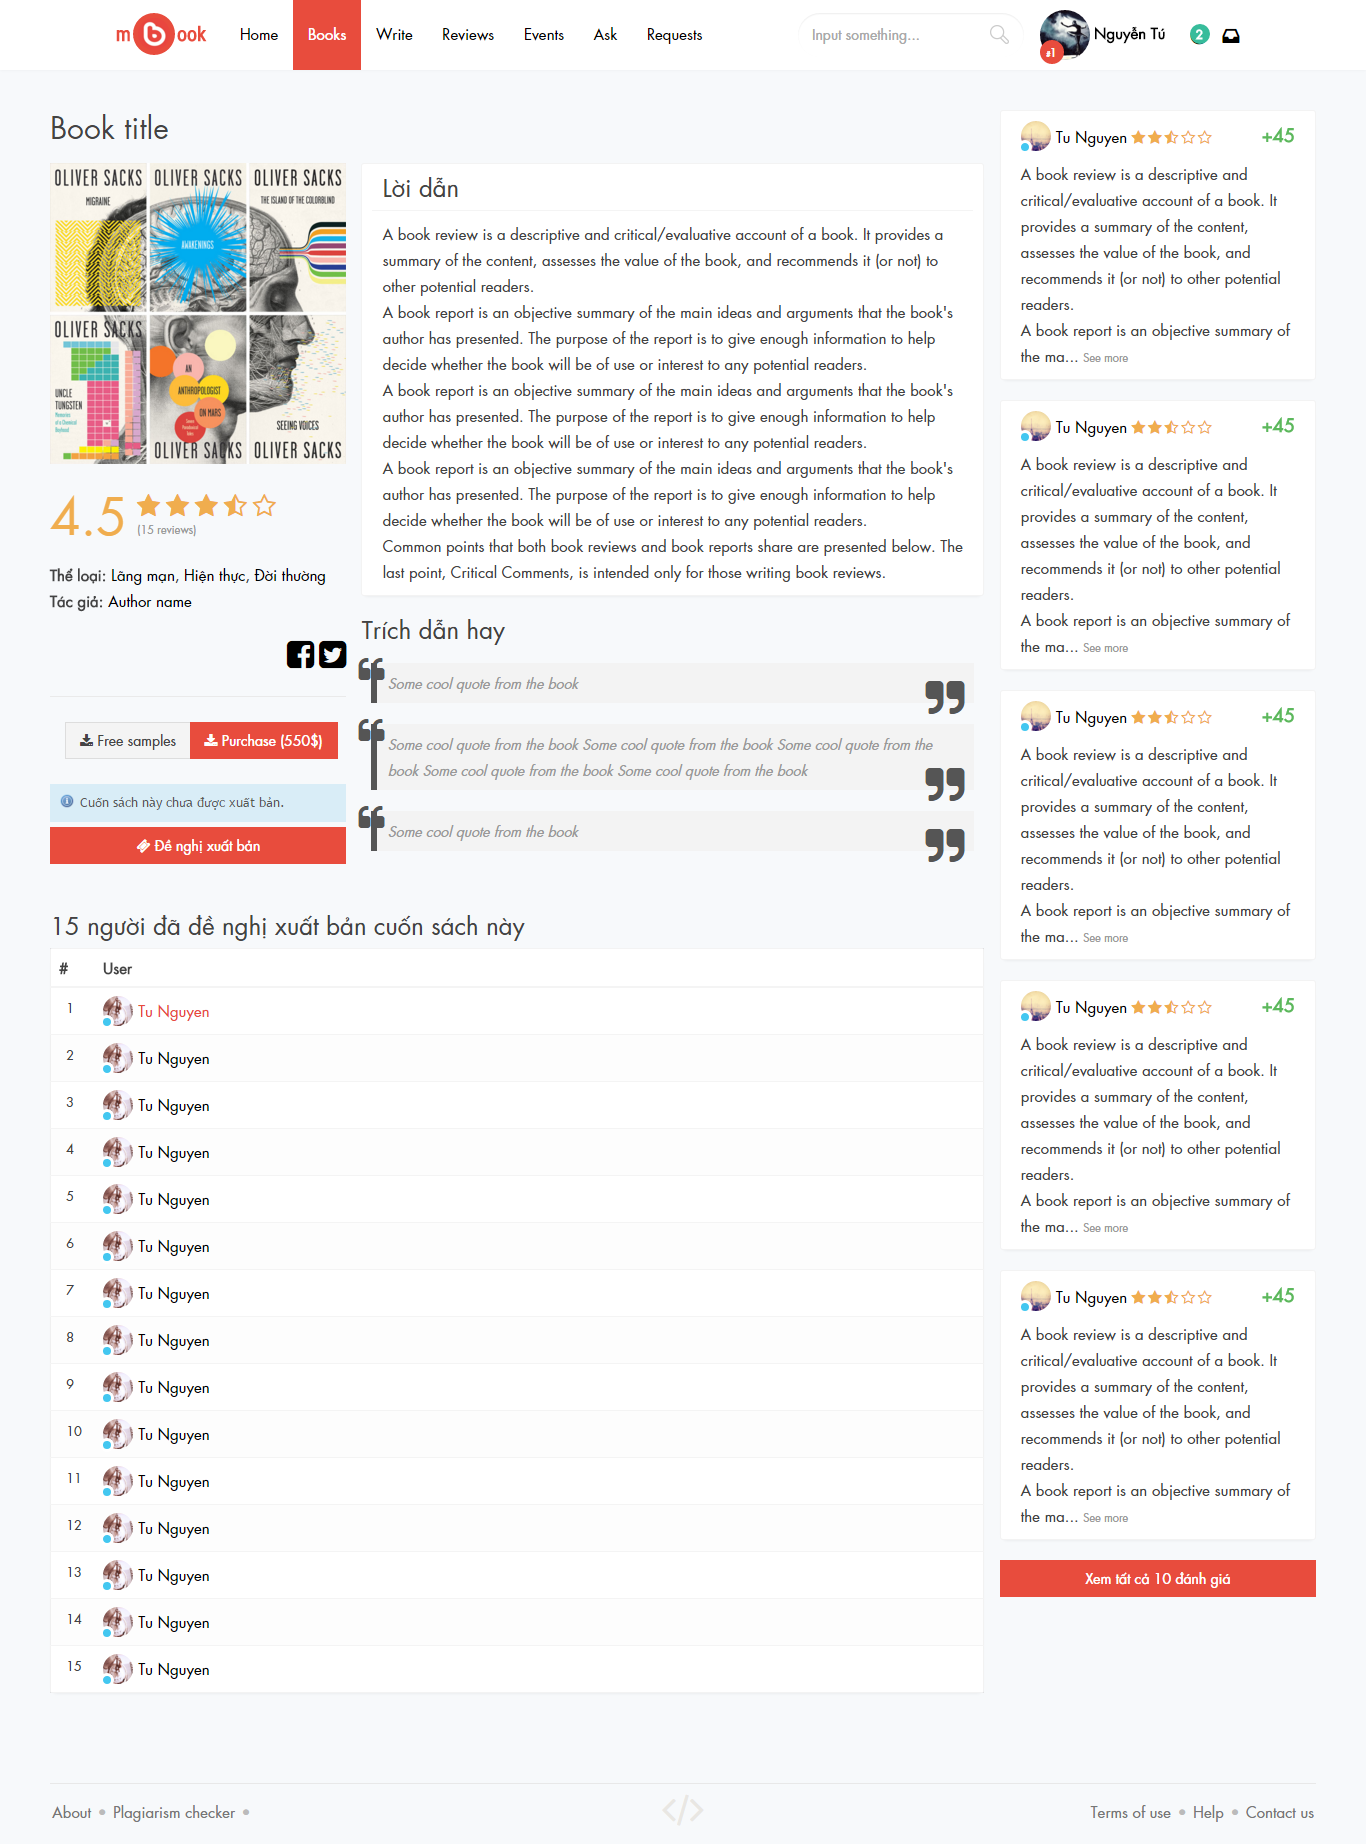 mbook
Home
Books
Write
Reviews
Events
Ask
Requests
Input something...
#1
Nguyễn Tú
2
Book title
OLIVER SACKS
MIGRAINE
OLIVER SACKS
AWAKENINGS
OLIVER SACKS
THE ISLAND OF THE COLORBLIND
OLIVER SACKS
UNCLE
TUNGSTEN
AN
ANTHROPOLOGIST
ON MARS
OLIVER SACKS
SEEING VOICES
OLIVER SACKS
4.5
(15 reviews)
Thể loại: Lãng mạn, Hiện thực, Đời thường
Tác giả: Author name
Free samples
Purchase (550$)
Cuốn sách này chưa được xuất bản.
Đề nghị xuất bản
Lời dẫn
A book review is a descriptive and critical/evaluative account of a book. It provides a
summary of the content, assesses the value of the book, and recommends it (or not) to
other potential readers.
A book report is an objective summary of the main ideas and arguments that the book's
author has presented. The purpose of the report is to give enough information to help
decide whether the book will be of use or interest to any potential readers.
A book report is an objective summary of the main ideas and arguments that the book's
author has presented. The purpose of the report is to give enough information to help
decide whether the book will be of use or interest to any potential readers.
A book report is an objective summary of the main ideas and arguments that the book's
author has presented. The purpose of the report is to give enough information to help
decide whether the book will be of use or interest to any potential readers.
Common points that both book reviews and book reports share are presented below. The
last point, Critical Comments, is intended only for those writing book reviews.
Trích dẫn hay
Some cool quote from the book
Some cool quote from the book Some cool quote from the book Some cool quote from the
book Some cool quote from the book Some cool quote from the book
Some cool quote from the book
15 người đã đề nghị xuất bản cuốn sách này
# User
1 Tu Nguyen
2 Tu Nguyen
3 Tu Nguyen
4 Tu Nguyen
5 Tu Nguyen
6 Tu Nguyen
7 Tu Nguyen
8 Tu Nguyen
9 Tu Nguyen
10 Tu Nguyen
11 Tu Nguyen
12 Tu Nguyen
13 Tu Nguyen
14 Tu Nguyen
15 Tu Nguyen
Tu Nguyen +45
A book review is a descriptive and
critical/evaluative account of a book. It
provides a summary of the content,
assesses the value of the book, and
recommends it (or not) to other potential
readers.
A book report is an objective summary of
the ma... See more
Tu Nguyen +45
A book review is a descriptive and
critical/evaluative account of a book. It
provides a summary of the content,
assesses the value of the book, and
recommends it (or not) to other potential
readers.
A book report is an objective summary of
the ma... See more
Tu Nguyen +45
A book review is a descriptive and
critical/evaluative account of a book. It
provides a summary of the content,
assesses the value of the book, and
recommends it (or not) to other potential
readers.
A book report is an objective summary of
the ma... See more
Tu Nguyen +45
A book review is a descriptive and
critical/evaluative account of a book. It
provides a summary of the content,
assesses the value of the book, and
recommends it (or not) to other potential
readers.
A book report is an objective summary of
the ma... See more
Tu Nguyen +45
A book review is a descriptive and
critical/evaluative account of a book. It
provides a summary of the content,
assesses the value of the book, and
recommends it (or not) to other potential
readers.
A book report is an objective summary of
the ma... See more
Xem tất cả 10 đánh giá
About • Plagiarism checker •
</>
Terms of use • Help • Contact us